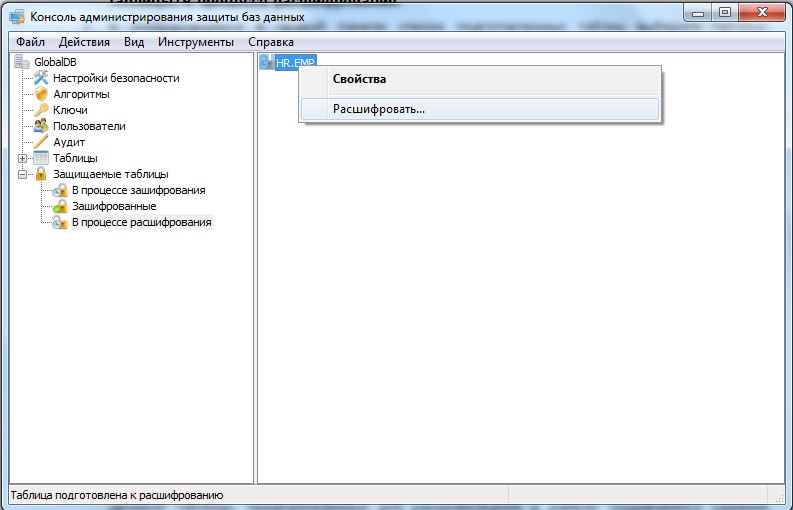 Консоль администрирования защиты баз данных
Файл Действия Вид Инструменты Справка
GlobalDB
Настройки безопасности
Алгоритмы
Ключи
Пользователи
Аудит
Таблицы
Защищаемые таблицы
В процессе зашифрования
Зашифрованные
В процессе расшифрования
HR.EMP
Свойства
Расшифровать...
Таблица подготовлена к расшифрованию